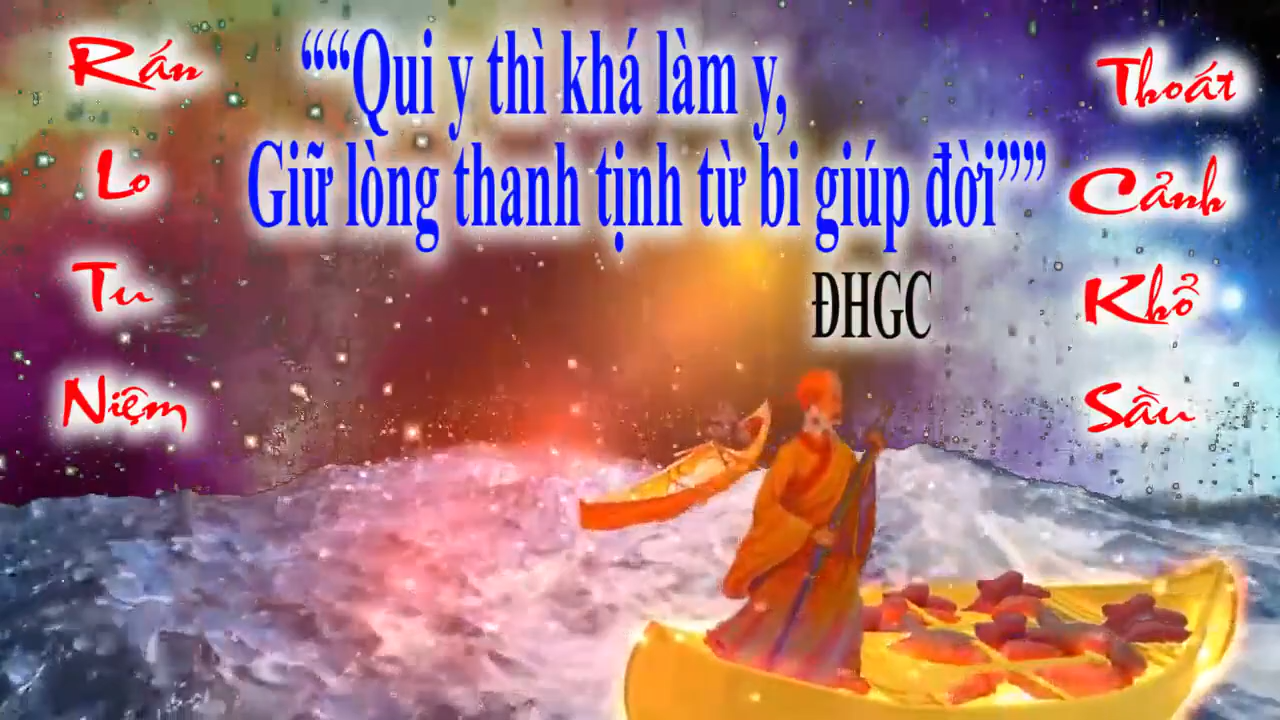 Rán
Lo
Tu
Niệm
““Qui y thì khá làm y,
Giữ lòng thanh tịnh từ bi giúp đời””
ĐHGC
Thoát
Cảnh
Khổ
Sầu